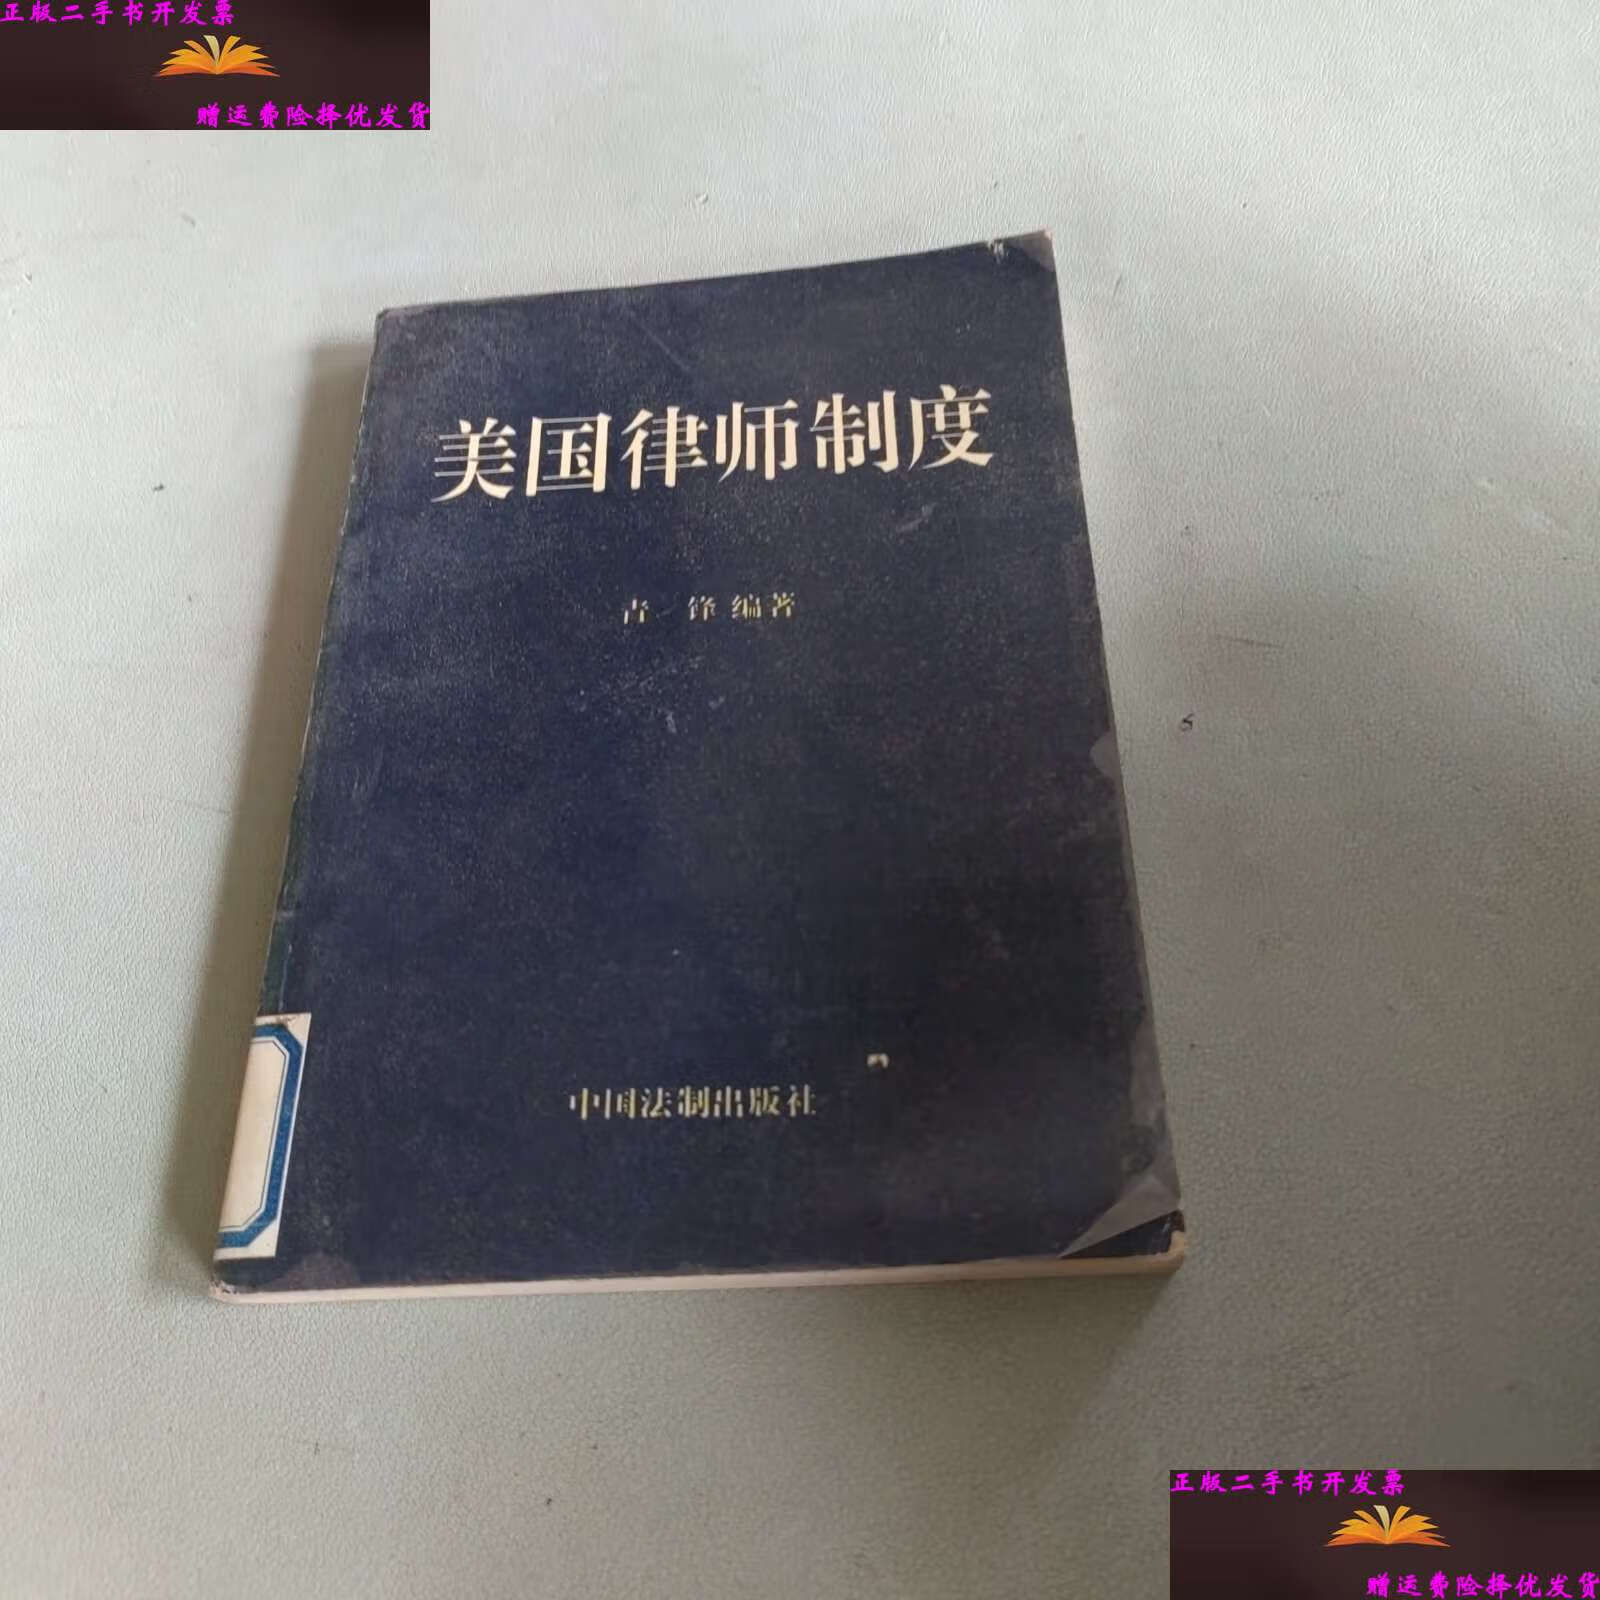 正版二手书开发票
赠运费险择优发货
美国律师制度
青 锋 编著
中国法制出版社
正版二手书开发票
赠运费险择优发货